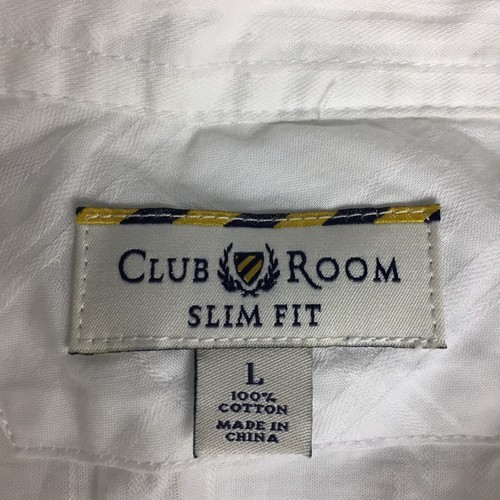 CLUB ROOM
SLIM FIT
L
100%
COTTON
MADE IN
CHINA